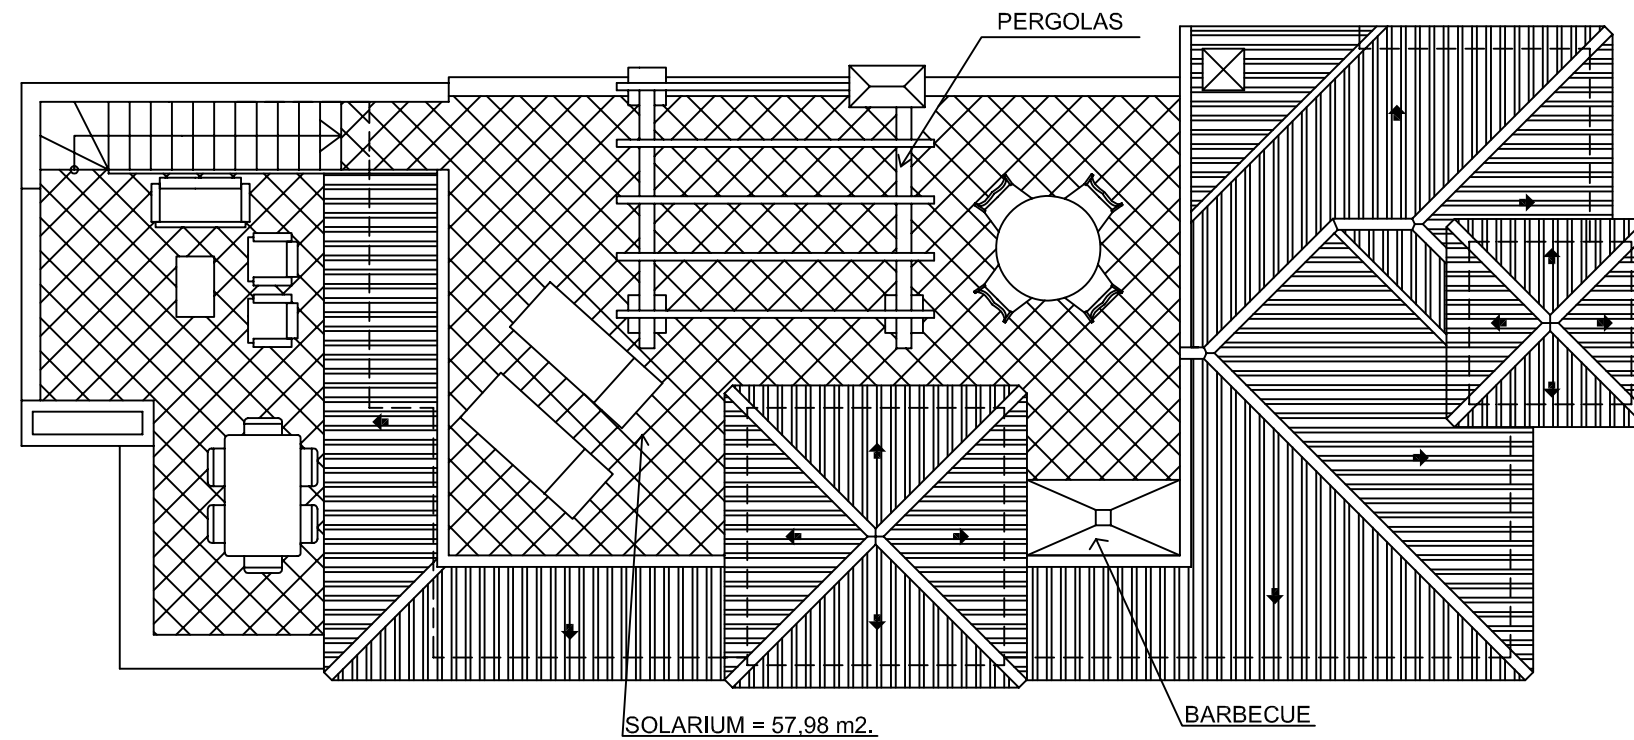 PERGOLAS
BARBECUE
SOLARIUM = 57,98 m2.